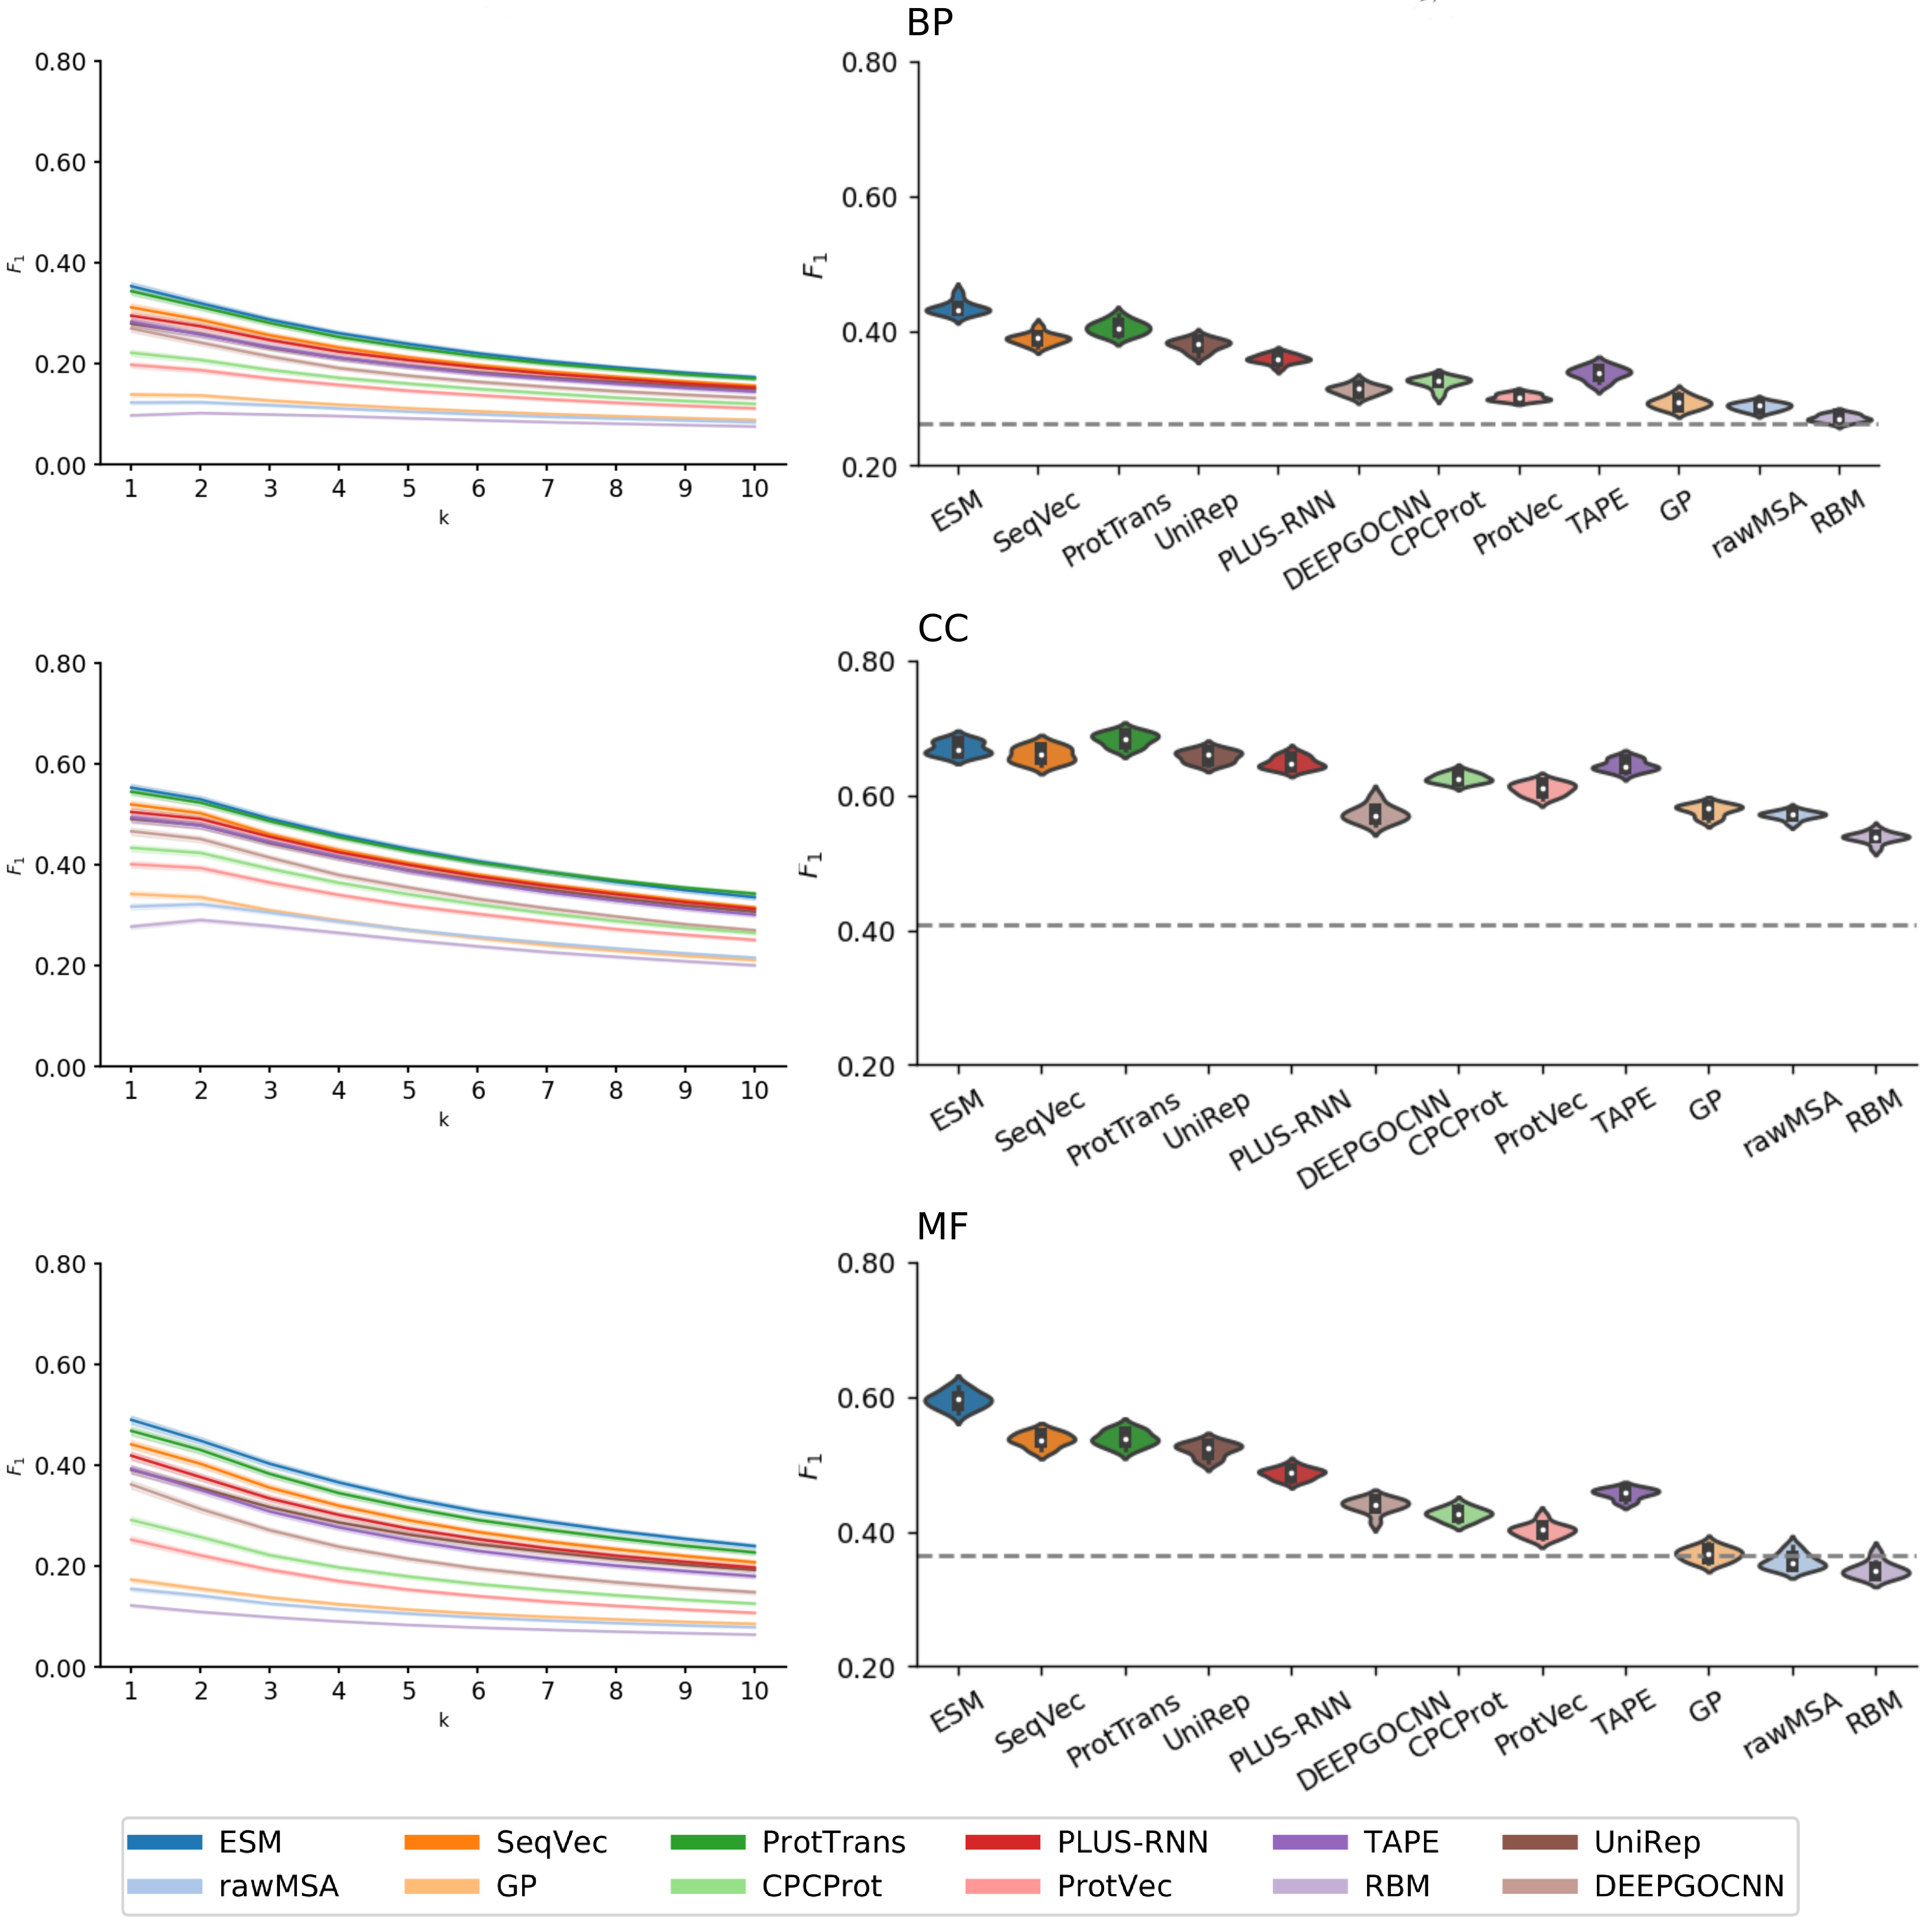 BP
0.80
0.60
0.40
0.20
0.00
F1
1 2 3 4 5 6 7 8 9 10
k
0.80
0.60
0.40
0.20
F1
ESM SeqVec ProtTrans UniRep PLUS-RNN DEEPGOCNN CPCProt ProtVec TAPE GP rawMSA RBM
CC
0.80
0.60
0.40
0.20
0.00
F1
1 2 3 4 5 6 7 8 9 10
k
0.80
0.60
0.40
0.20
F1
ESM SeqVec ProtTrans UniRep PLUS-RNN DEEPGOCNN CPCProt ProtVec TAPE GP rawMSA RBM
MF
0.80
0.60
0.40
0.20
0.00
F1
1 2 3 4 5 6 7 8 9 10
k
0.80
0.60
0.40
0.20
F1
ESM SeqVec ProtTrans UniRep PLUS-RNN DEEPGOCNN CPCProt ProtVec TAPE GP rawMSA RBM
ESM SeqVec ProtTrans PLUS-RNN TAPE UniRep
rawMSA GP CPCProt ProtVec RBM DEEPGOCNN